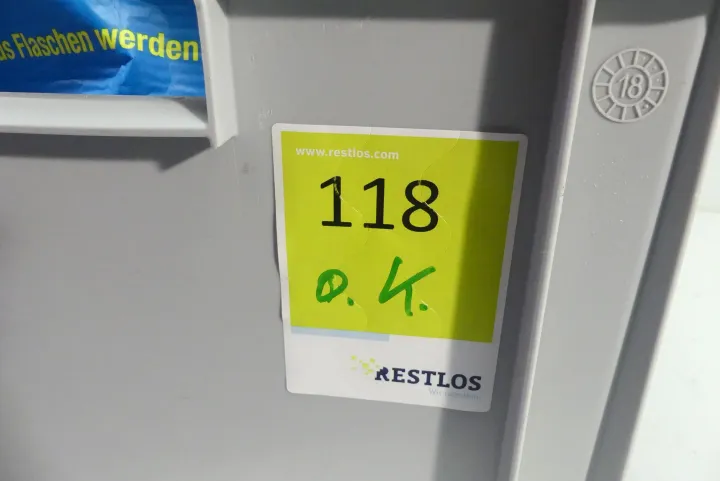 us Flaschen werden
18
www.restlos.com
118
O.K.
RESTLOS